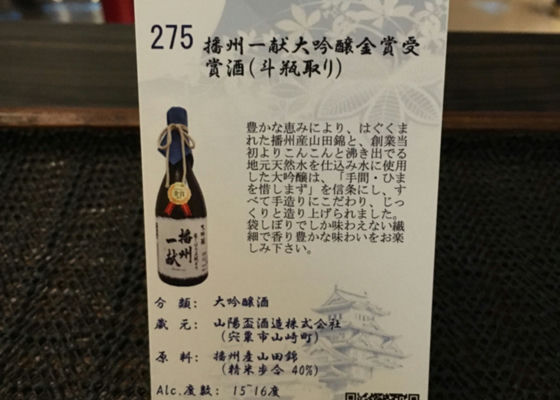 275 播州一献大吟醸金賞受
賞酒(斗瓶取り)
豊かな恵みにより、はぐくま
れた播州産山田錦と、創業当
初よりこんこんと沸き出でる
地元天然水を仕込み水に使用
した大吟醸は、「手間・ひま
を惜しまず」を信条にし、す
べて手造りにこだわり、じっ
くりと造り上げられました。
袋しぼりでしか味わえない繊
細で香り豊かな味わいをお楽
しみ下さい。
大吟醸
播州
一献
分 類: 大吟醸酒
蔵 元: 山陽盃酒造株式会社
(宍粟市山崎町)
原 料: 播州産山田錦
(精米歩合 40%)
Alc.度数: 15~16度